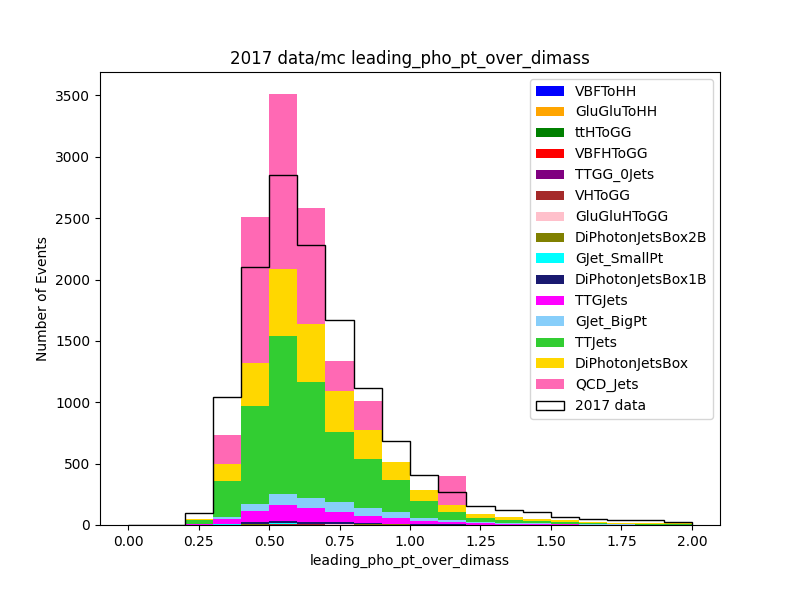 2017 data/mc leading_pho_pt_over_dimass
Number of Events
3500
3000
2500
2000
1500
1000
500
0
VBFToHH
GluGluToHH
ttHToGG
VBFHToGG
TTGG_0Jets
VHToGG
GluGluHToGG
DiPhotonJetsBox2B
GJet_SmallPt
DiPhotonJetsBox1B
TTGJets
GJet_BigPt
TTJets
DiPhotonJetsBox
QCD_Jets
2017 data
0.00 0.25 0.50 0.75 1.00 1.25 1.50 1.75 2.00
leading_pho_pt_over_dimass